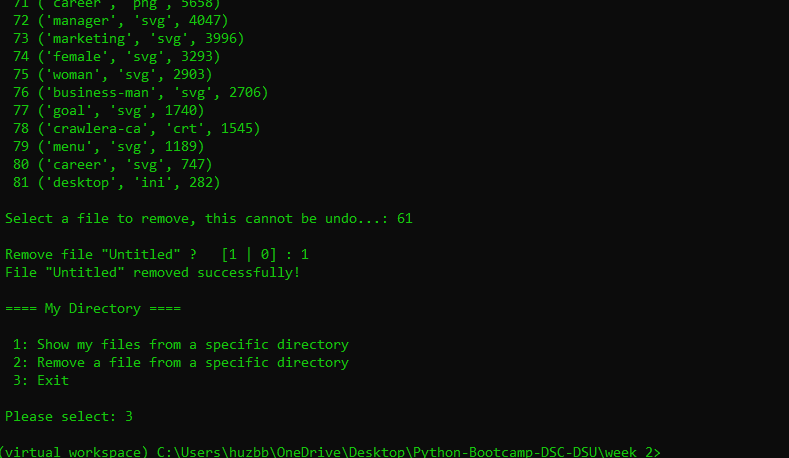 71 ('career', 'png', 5658)
72 ('manager', 'svg', 4047)
73 ('marketing', 'svg', 3996)
74 ('female', 'svg', 3293)
75 ('woman', 'svg', 2903)
76 ('business-man', 'svg', 2706)
77 ('goal', 'svg', 1740)
78 ('crawlera-ca', 'crt', 1545)
79 ('menu', 'svg', 1189)
80 ('career', 'svg', 747)
81 ('desktop', 'ini', 282)
Select a file to remove, this cannot be undo...: 61
Remove file "Untitled" ?   [1 | 0] : 1
File "Untitled" removed successfully!
==== My Directory ====
1: Show my files from a specific directory
2: Remove a file from a specific directory
3: Exit
Please select: 3
(virtual_workspace) C:\Users\huzbb\OneDrive\Desktop\Python-Bootcamp-DSC-DSU\week_2>